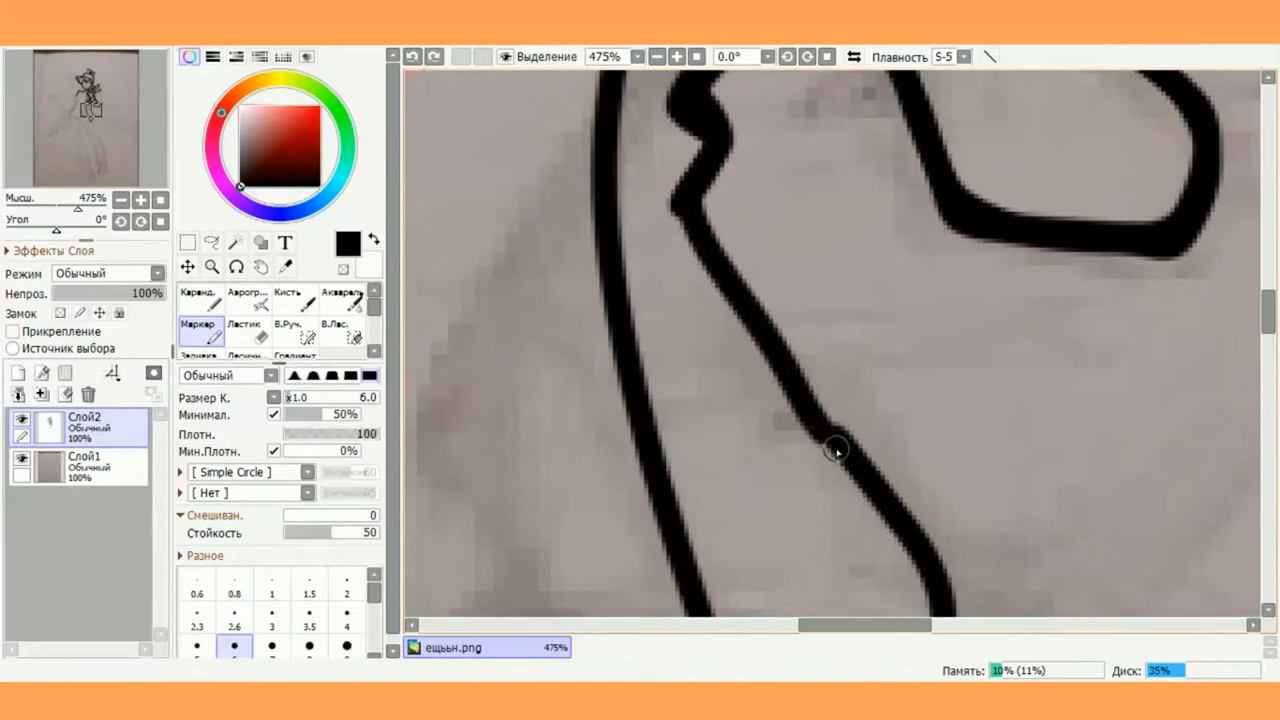 Выделение 475% 0.0° Плавность S-5
Масш. 475%
Угол 0°
Эффекты Слоя
Режим Обычный
Непроз. 100%
Замок
Прикрепление
Источник выбора
Слой2
Обычный
100%
Слой1
Обычный
100%
T
Каранд. Аэрогр... Кисть Акварель
Маркер Ластик В.Руч. В.Лас.
Обычный
Размер К. x1.0 6.0
Минимал. 50%
Плотн. 100
Мин.Плотн. 0%
[ Simple Circle ]
[ Нет ]
Смешиван. 0
Стойкость 50
Разное
0.6 0.8 1 1.5 2
2.3 2.6 3 3.5 4
ещььн.png 475%
Память: 10% (11%) Диск: 35%